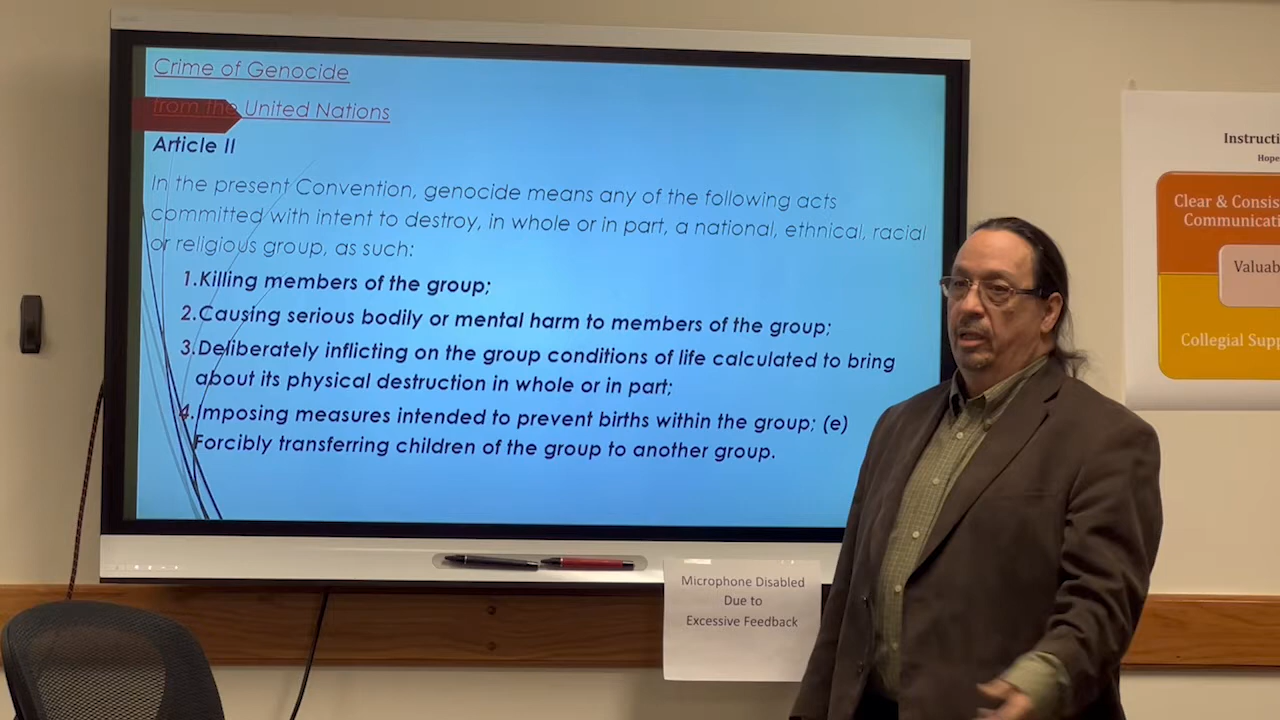 Crime of Genocide
from the United Nations
Article II
In the present Convention, genocide means any of the following acts
committed with intent to destroy, in whole or in part, a national, ethnical, racial
or religious group, as such:
1.Killing members of the group;
2.Causing serious bodily or mental harm to members of the group;
3.Deliberately inflicting on the group conditions of life calculated to bring
about its physical destruction in whole or in part;
4.Imposing measures intended to prevent births within the group; (e)
Forcibly transferring children of the group to another group.
Microphone Disabled
Due to
Excessive Feedback
Instructi
Hope
Clear & Consis
Communicati
Valuab
Collegial Supp